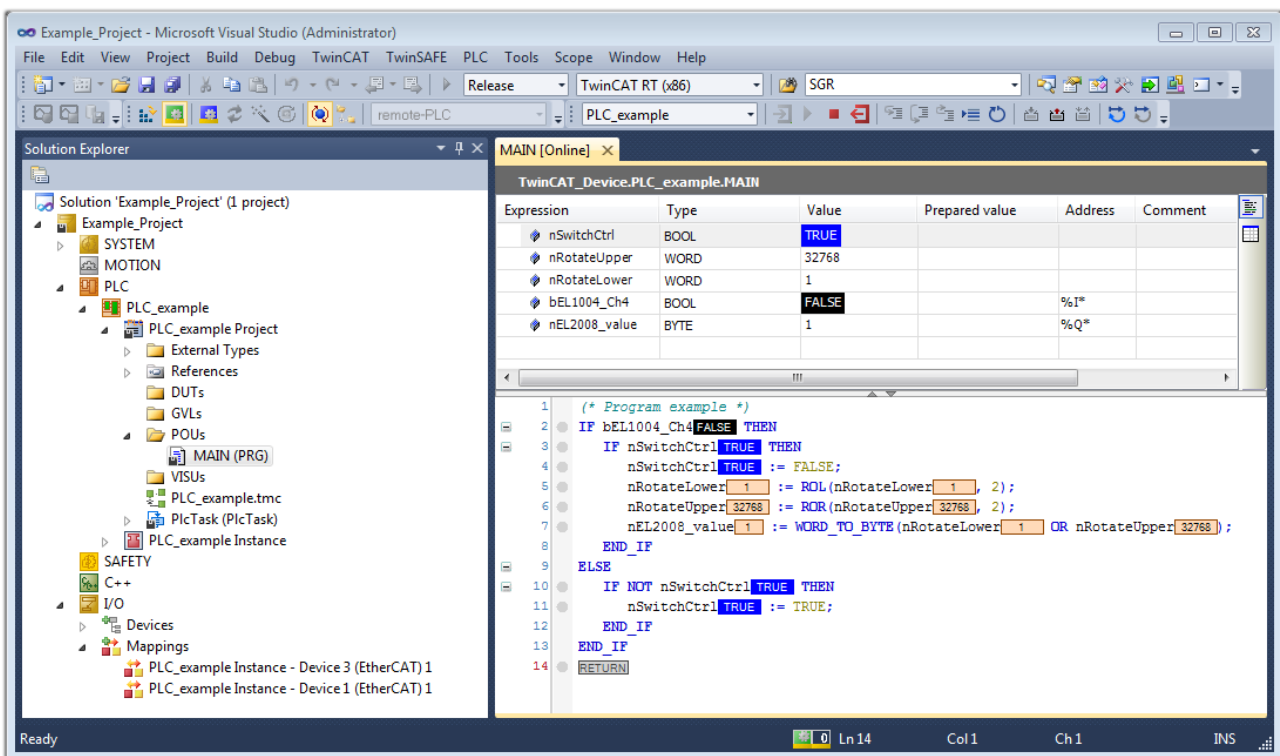 Example_Project - Microsoft Visual Studio (Administrator)
File Edit View Project Build Debug TwinCAT TwinSAFE PLC Tools Scope Window Help
Release TwinCAT RT (x86) SGR
remote-PLC PLC_example
Solution Explorer
Solution 'Example_Project' (1 project)
Example_Project
SYSTEM
MOTION
PLC
PLC_example
PLC_example Project
External Types
References
DUTs
GVLs
POUs
MAIN (PRG)
VISUs
PLC_example.tmc
PlcTask (PlcTask)
PLC_example Instance
SAFETY
C++
I/O
Devices
Mappings
PLC_example Instance - Device 3 (EtherCAT) 1
PLC_example Instance - Device 1 (EtherCAT) 1
MAIN [Online]
TwinCAT_Device.PLC_example.MAIN
Expression Type Value Prepared value Address Comment
nSwitchCtrl BOOL TRUE
nRotateUpper WORD 32768
nRotateLower WORD 1
bEL1004_Ch4 BOOL FALSE %I*
nEL2008_value BYTE 1 %Q*
1 (* Program example *)
2 IF bEL1004_Ch4 FALSE THEN
3 IF nSwitchCtrl TRUE THEN
4 nSwitchCtrl TRUE := FALSE;
5 nRotateLower 1 := ROL(nRotateLower 1 , 2);
6 nRotateUpper 32768 := ROR(nRotateUpper 32768 , 2);
7 nEL2008_value 1 := WORD_TO_BYTE(nRotateLower 1 OR nRotateUpper 32768 );
8 END_IF
9 ELSE
10 IF NOT nSwitchCtrl TRUE THEN
11 nSwitchCtrl TRUE := TRUE;
12 END_IF
13 END_IF
14 RETURN
Ready 0 Ln 14 Col 1 Ch 1 INS